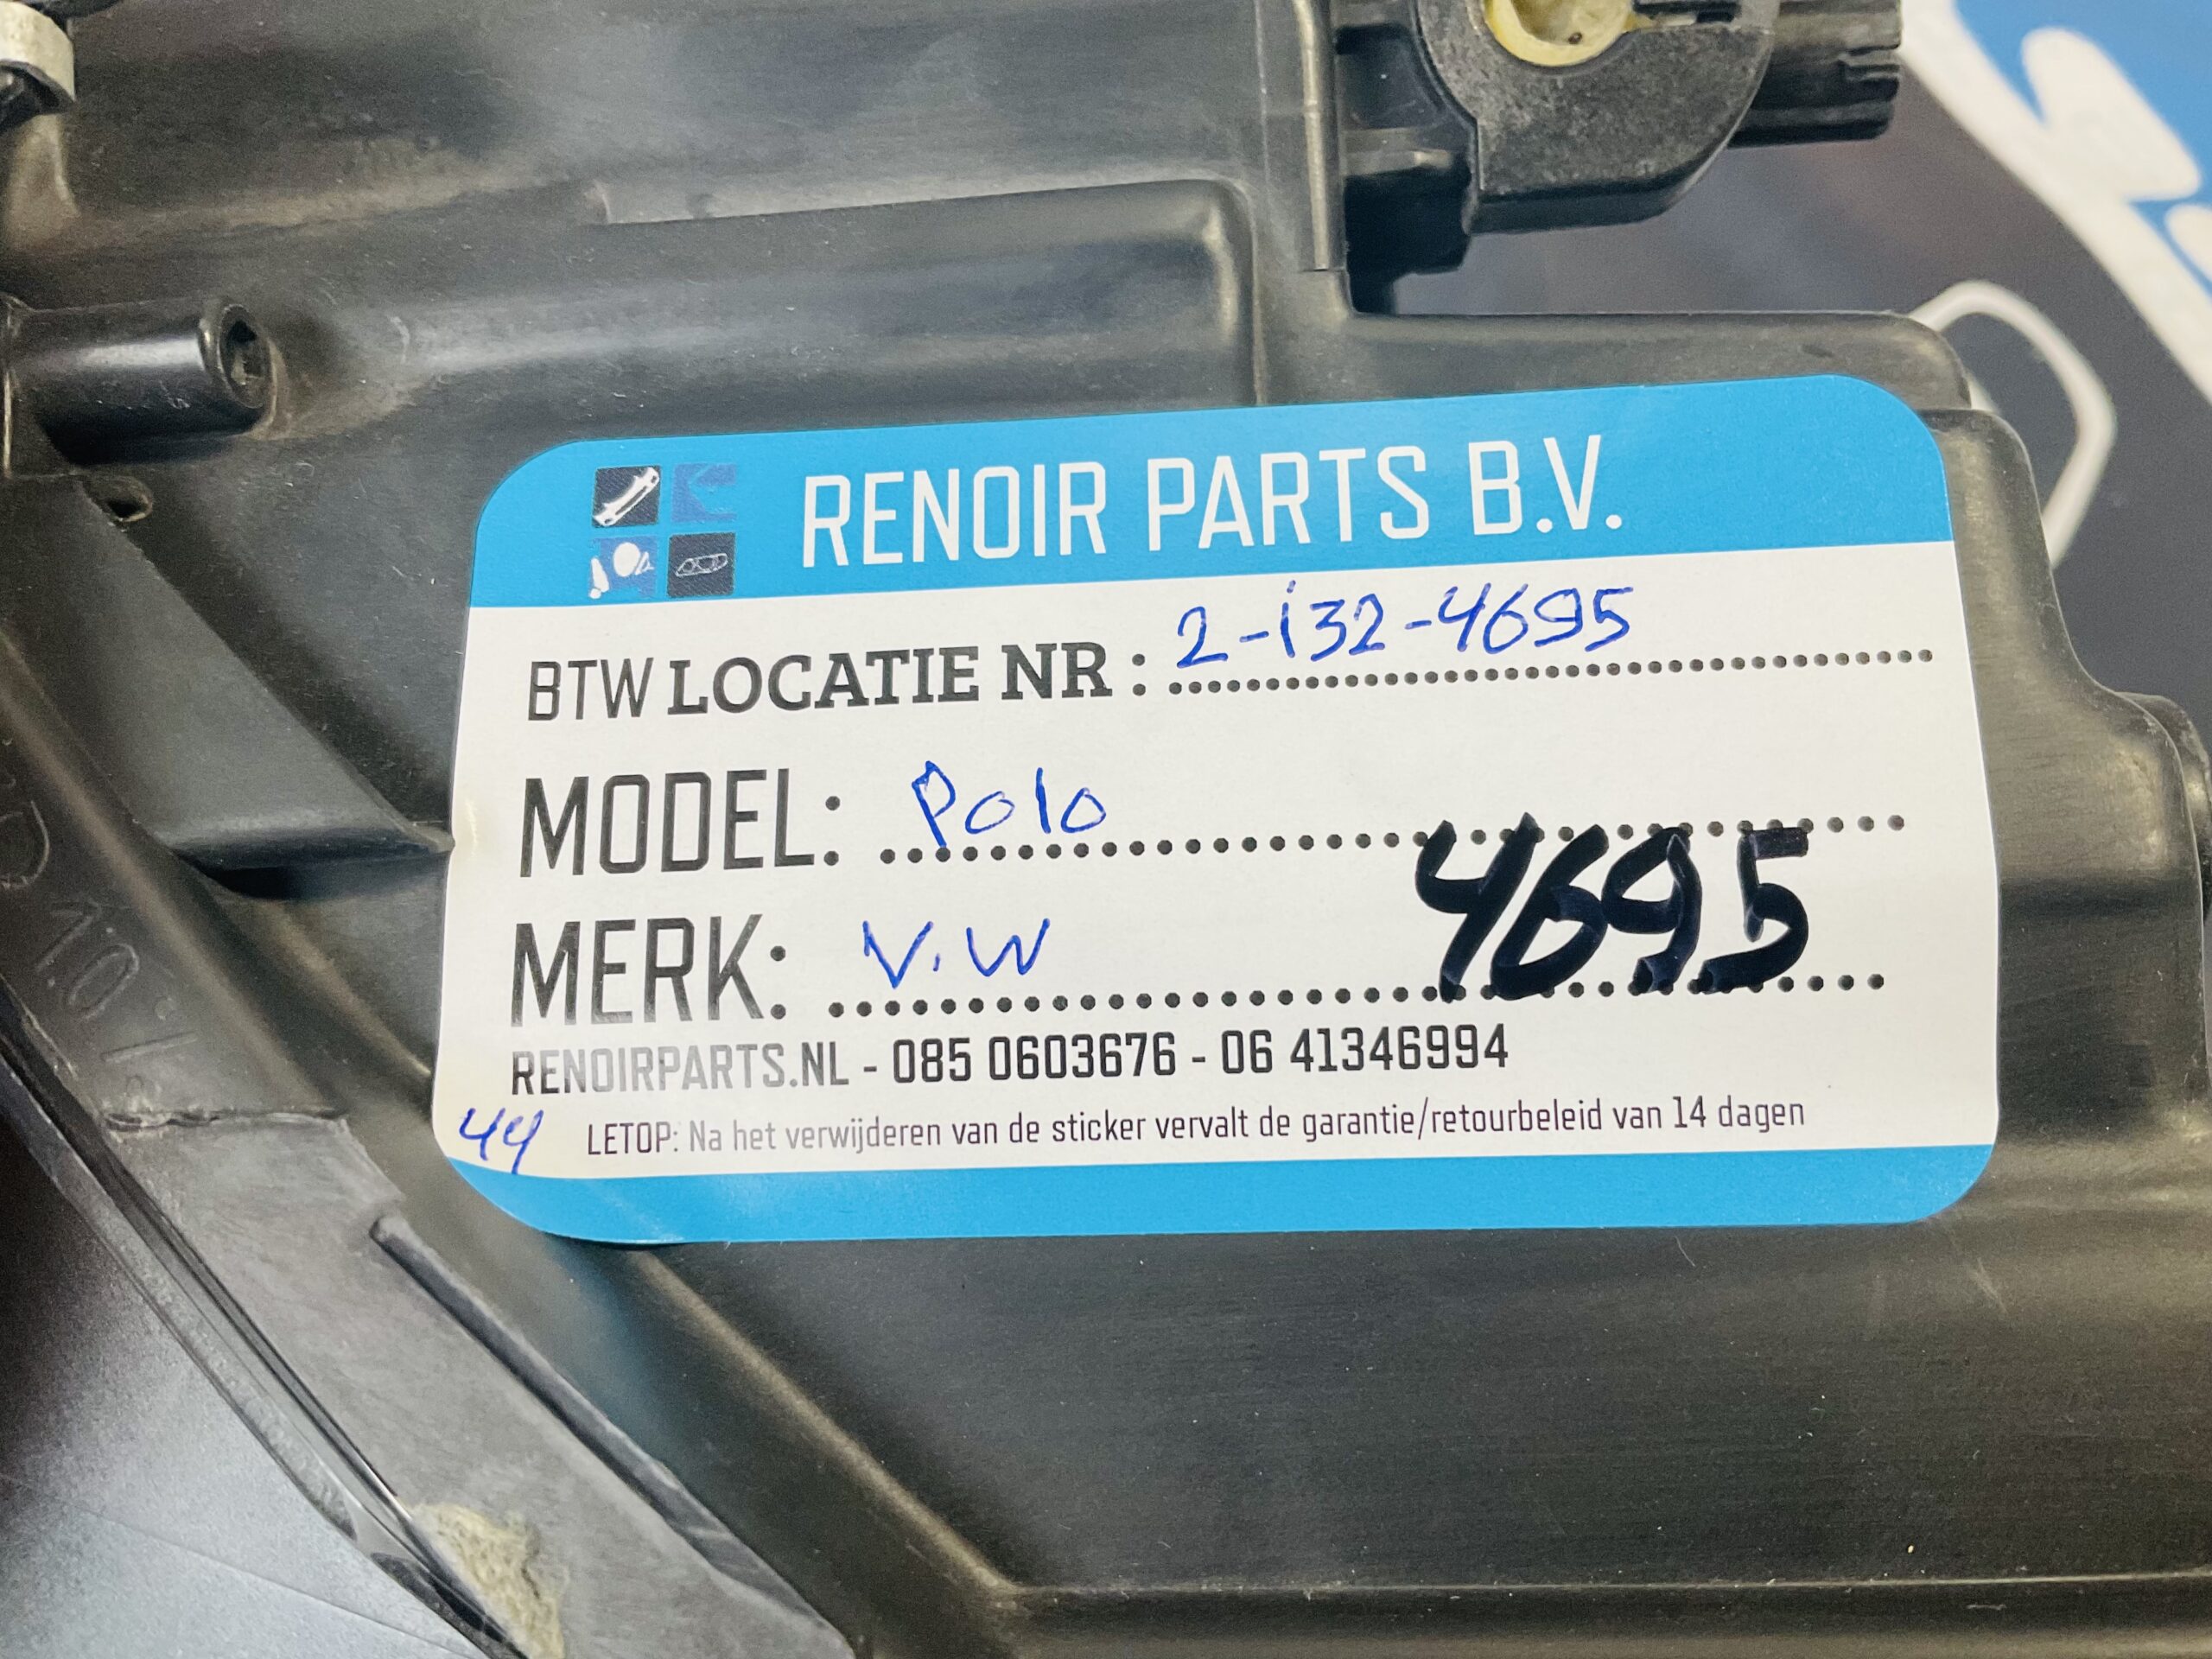 RENOIR PARTS B.V.
BTW LOCATIE NR : 2-i32-4695
MODEL: Polo
4695
MERK: V.W
RENOIRPARTS.NL - 085 0603676 - 06 41346994
44 LETOP: Na het verwijderen van de sticker vervalt de garantie/retourbeleid van 14 dagen